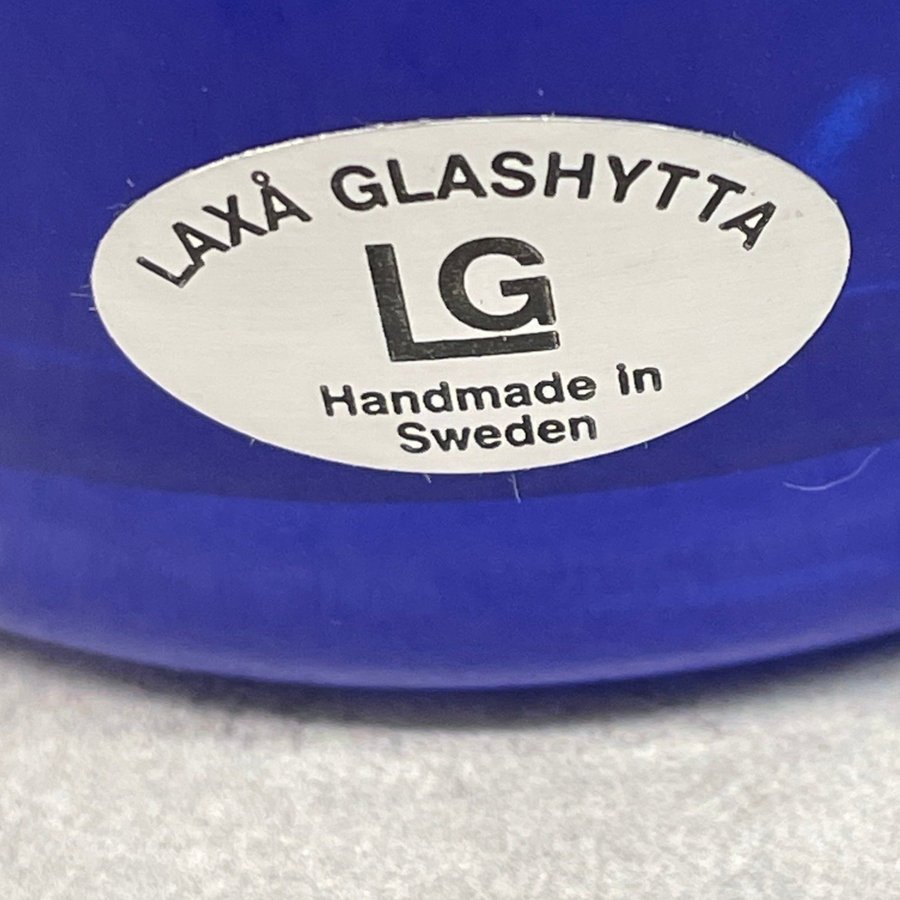 LAXÅ GLASHYTTA
LG
Handmade in
Sweden